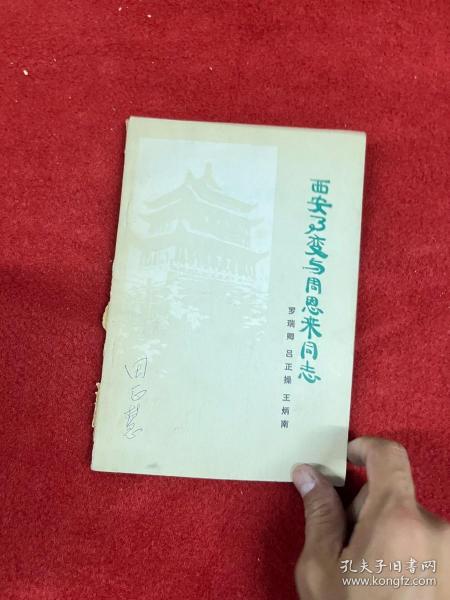 西安事变与周恩来同志
罗瑞卿 吕正操 王炳南
田正慧
孔夫子旧书网
www.kongfz.com